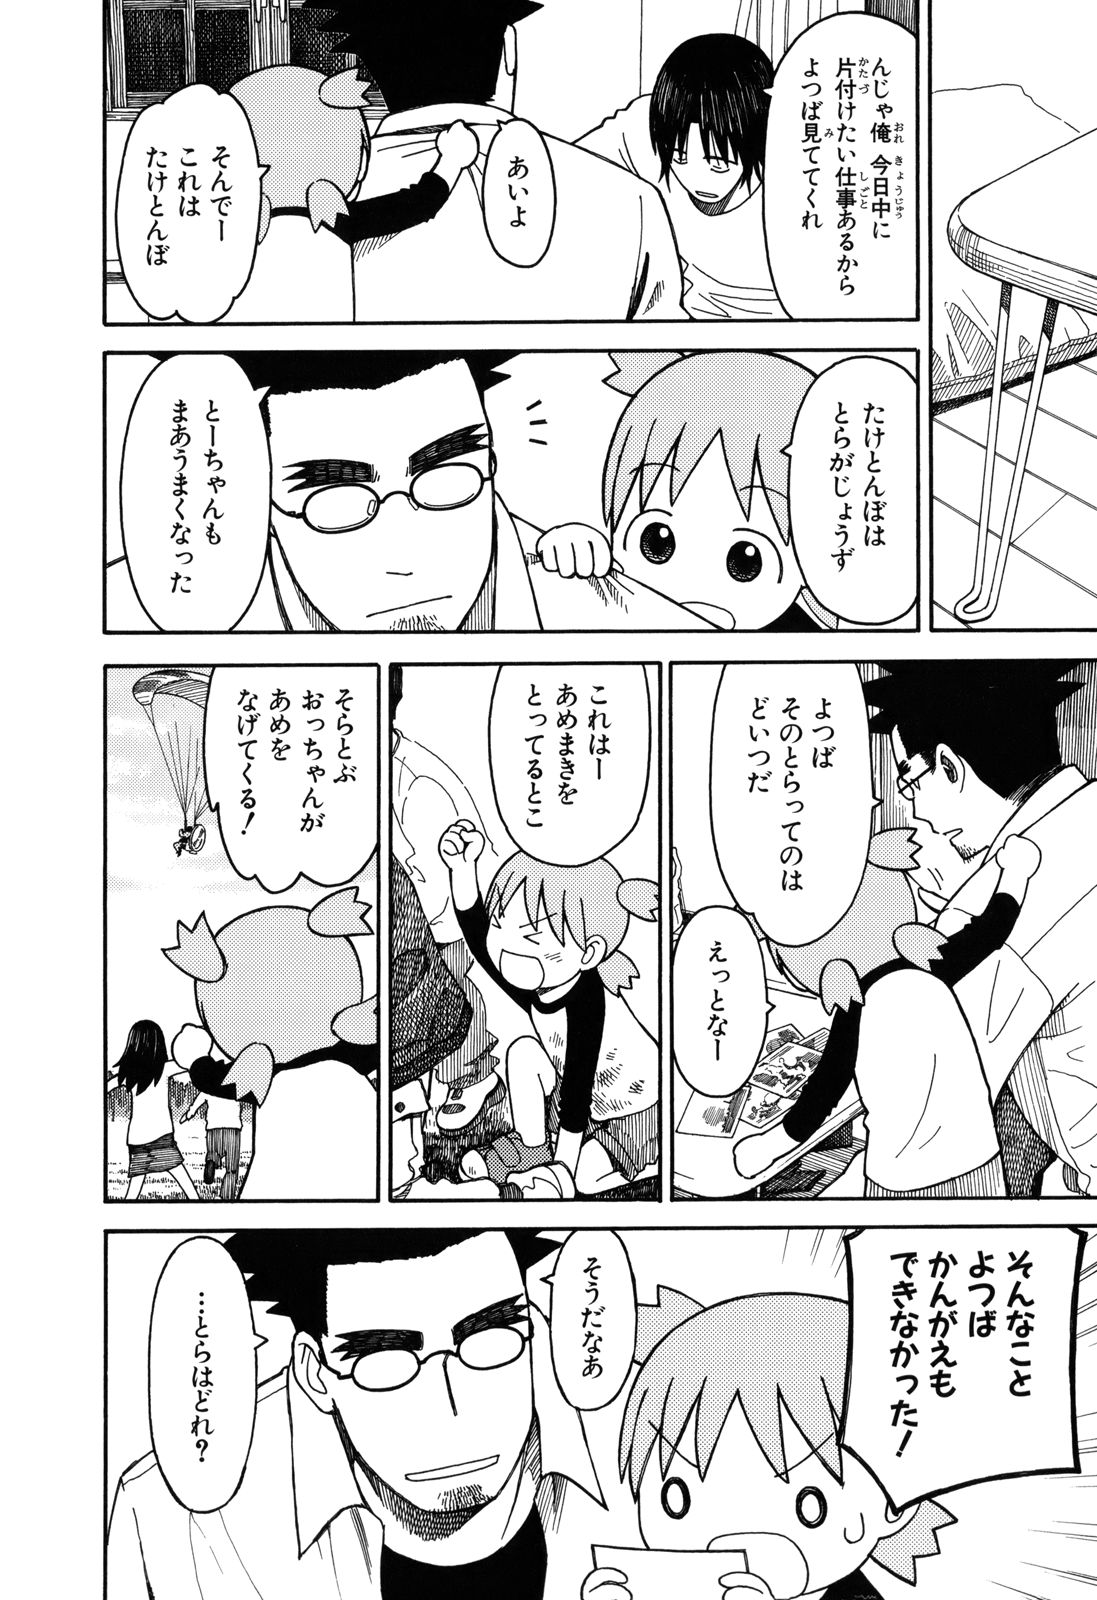 んじゃ俺 今日中に
片付けたい仕事あるから
よつば見ててくれ
あいよ
そんでー
これは
たけとんぼ
たけとんぼは
とらがじょうず
とーちゃんも
まあうまくなった
よつば
そのとらってのは
どいつだ
えっとなー
これはー
あめまきを
とってるとこ
そらとぶ
おっちゃんが
あめを
なげてくる!
そんなこと
よつば
かんがえも
できなかった!
そうだなあ
…とらはどれ?